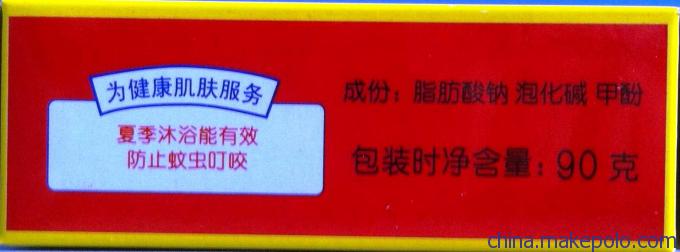 为健康肌肤服务
夏季沐浴能有效
防止蚊虫叮咬
成份：脂肪酸钠 泡化碱 甲酚
包装时净含量：90 克
china.makepolo.com